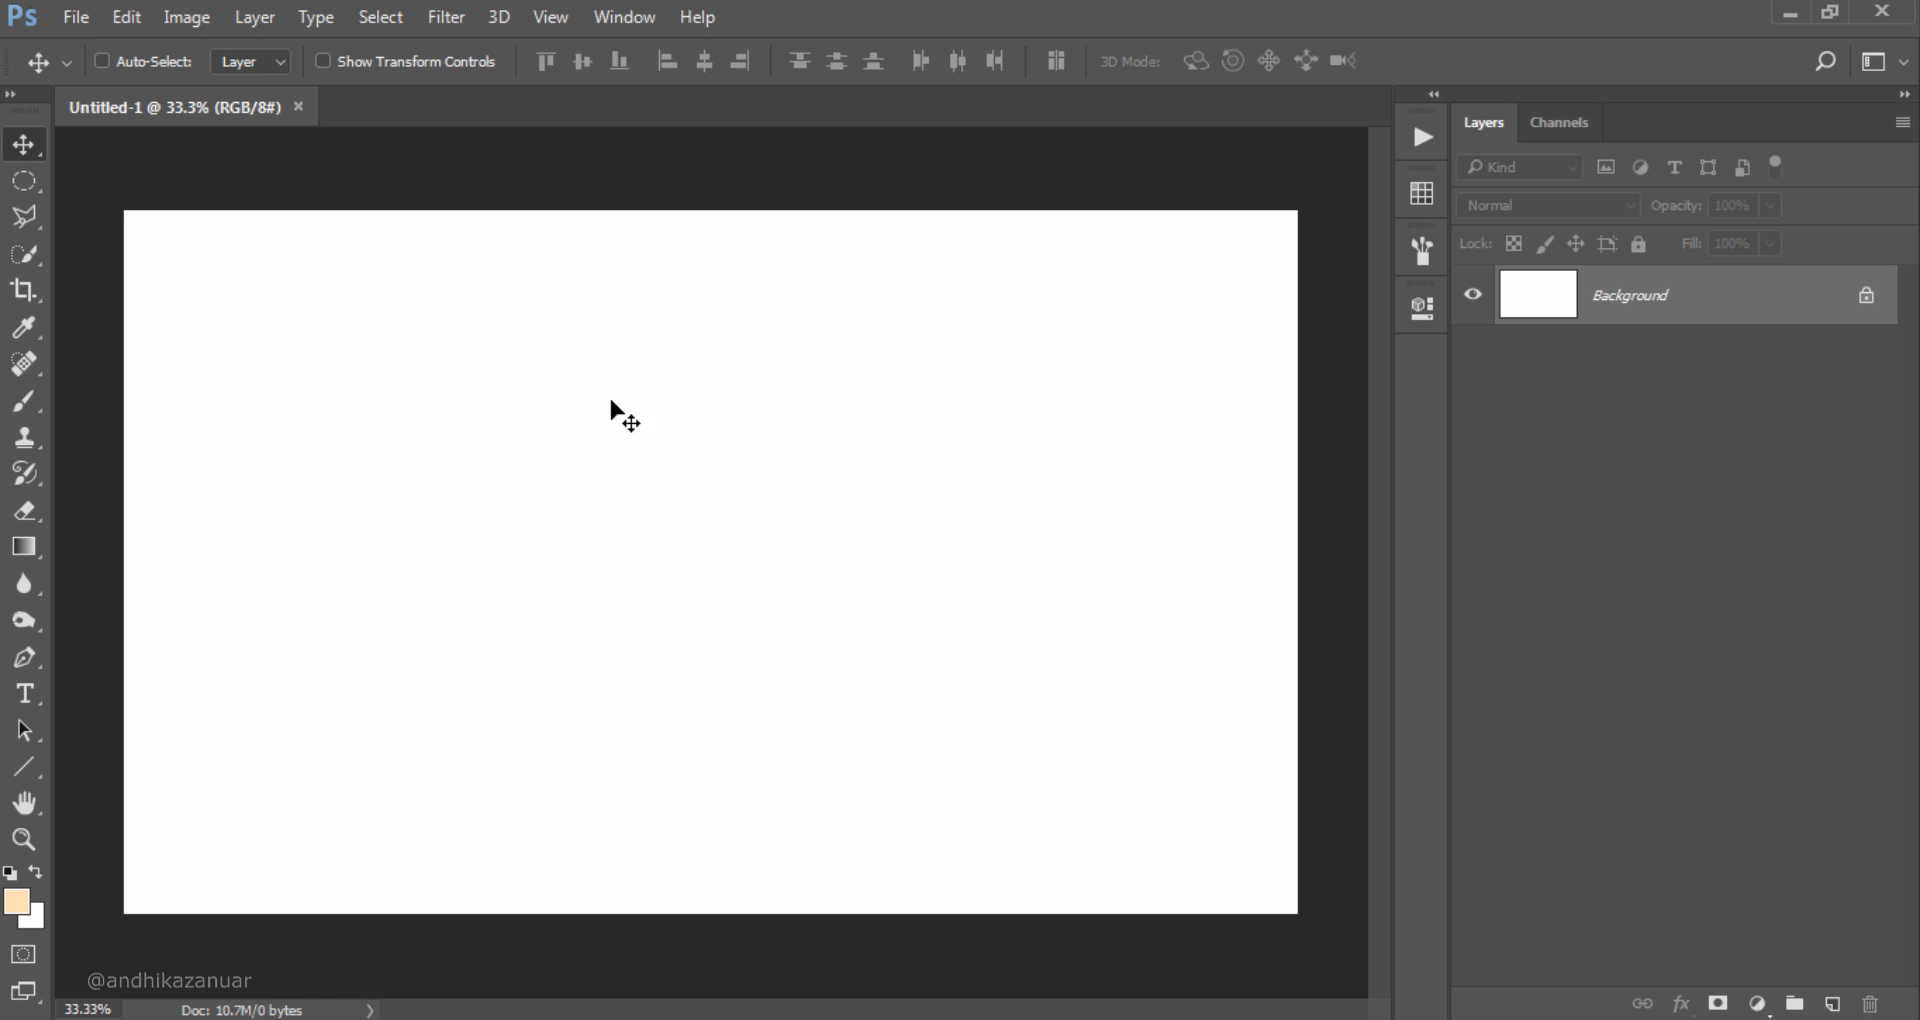 Ps File Edit Image Layer Type Select Filter 3D View Window Help
Auto-Select: Layer Show Transform Controls 3D Mode:
Untitled-1 @ 33.3% (RGB/8#)
Layers Channels
Kind
Normal Opacity: 100%
Lock: Fill: 100%
Background
@andhikazanuar
33.33% Doc: 10.7M/0 bytes
fx